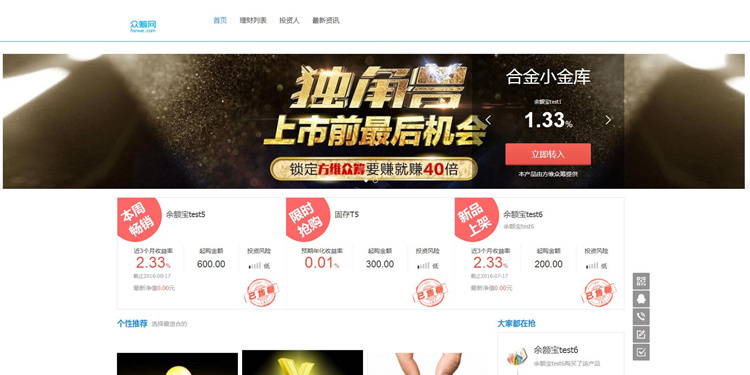 众筹网
fanwe.com
首页 理财列表 投资人 最新资讯
独角兽
上市前最后机会
锁定方维众筹要赚就赚40倍
合金小金库
余额宝test1
1.33%
立即转入
本产品由方维众筹提供
本周畅销
余额宝test5
近3个月收益率 起购金额 投资风险
2.33% 600.00 低
截止2016-08-17
最新净值0.00元
已售罄
限时抢购
固存T5
预期年化收益率 起购金额 投资风险
0.01% 300.00 低
已售罄
新品上架
余额宝test6
余额宝test6
近3个月收益率 起购金额 投资风险
2.33% 200.00 低
截止2016-07-17
最新净值0.00元
已售罄
个性推荐 选择最适合的
大家都在抢
余额宝test6
余额宝test6购买了该产品